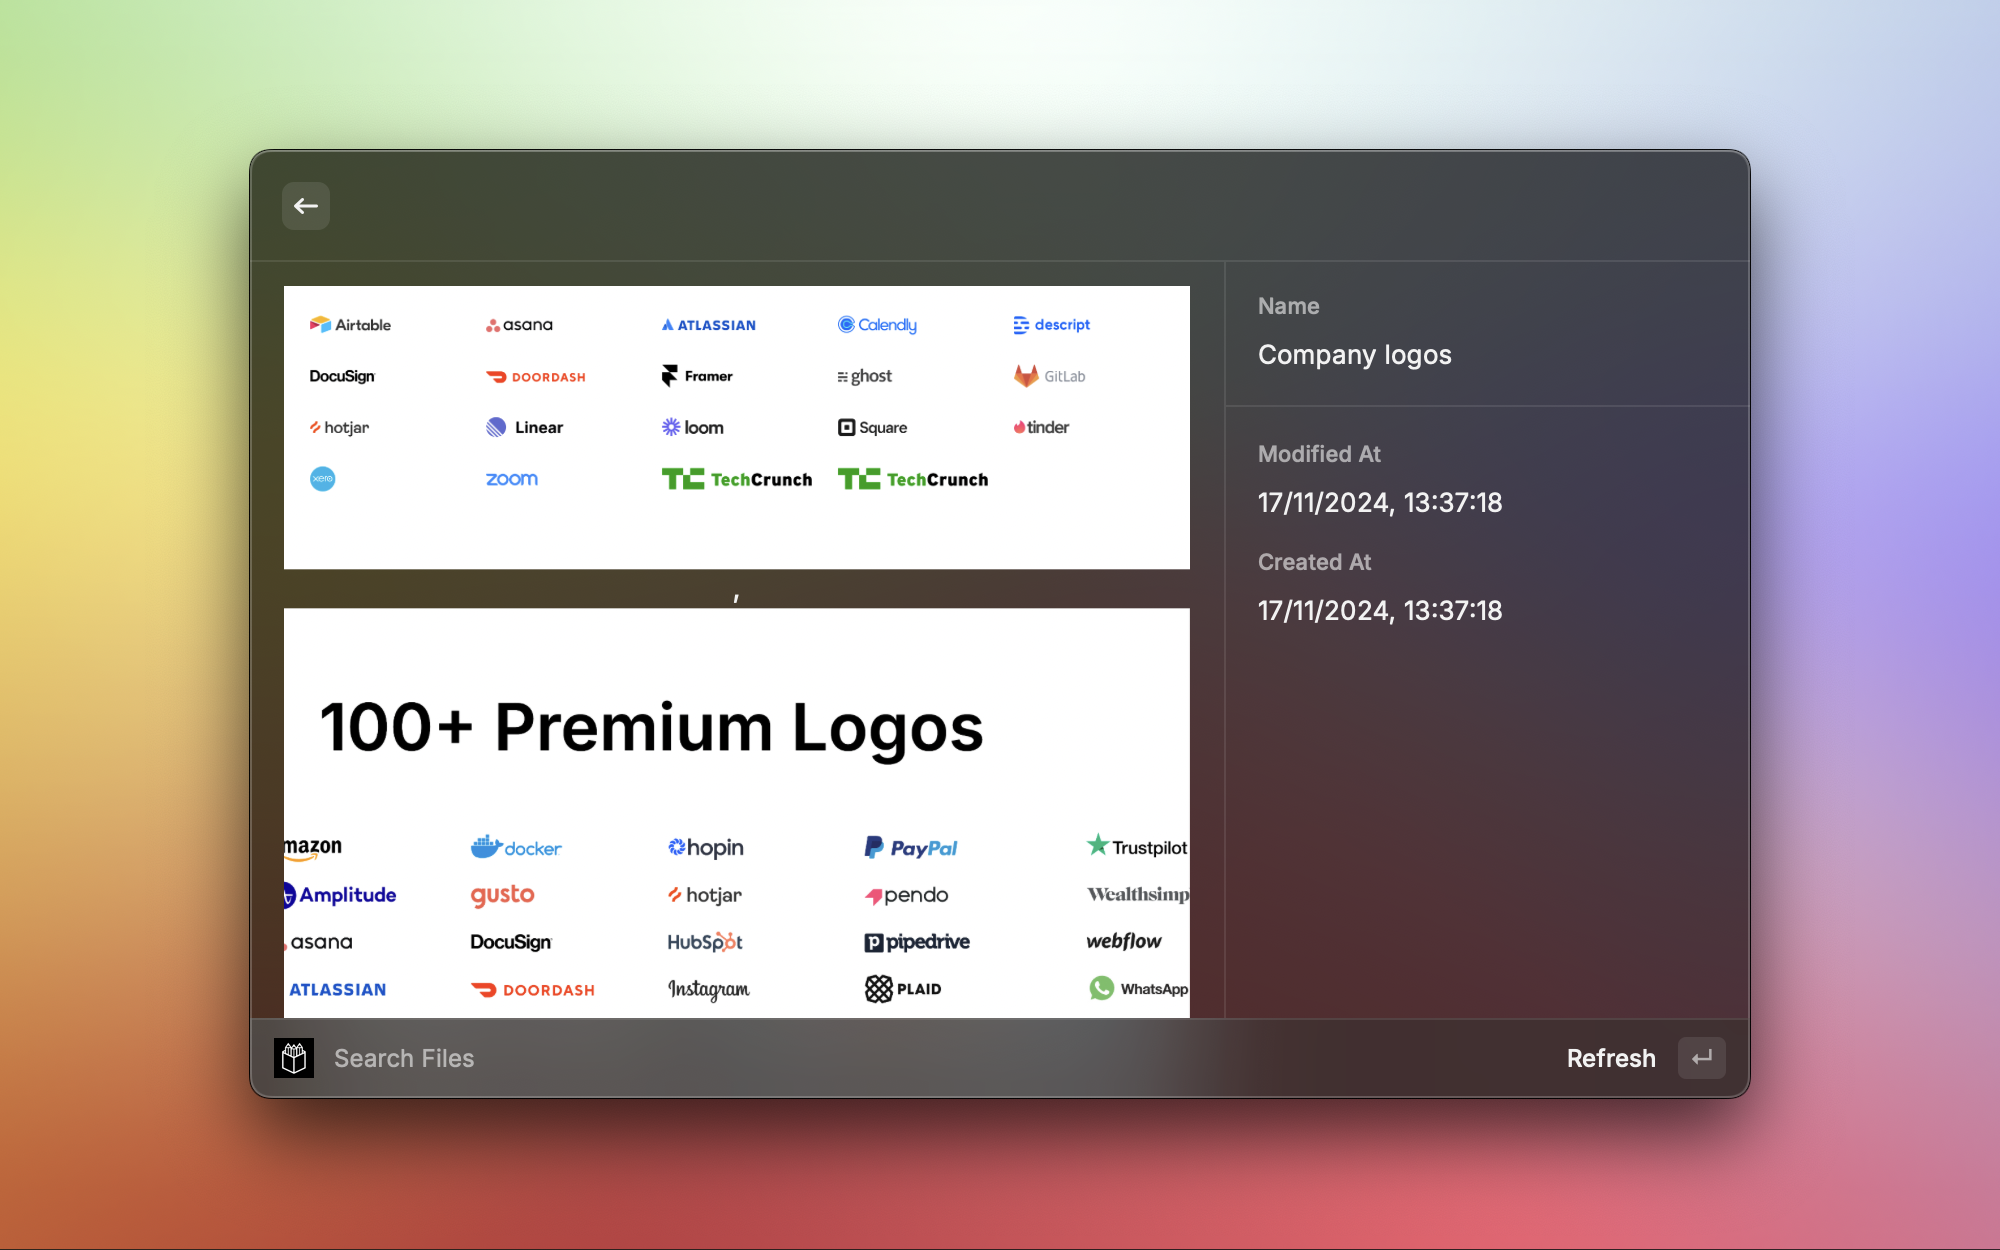 Airtable asana ATLASSIAN Calendly descript
DocuSign DOORDASH Framer ghost GitLab
hotjar Linear loom Square tinder
xero zoom TechCrunch TechCrunch
,
100+ Premium Logos
mazon docker hopin PayPal Trustpilot
Amplitude gusto hotjar pendo Wealthsimp
asana DocuSign HubSpot pipedrive webflow
ATLASSIAN DOORDASH Instagram PLAID WhatsApp
Name
Company logos
Modified At
17/11/2024, 13:37:18
Created At
17/11/2024, 13:37:18
Search Files
Refresh